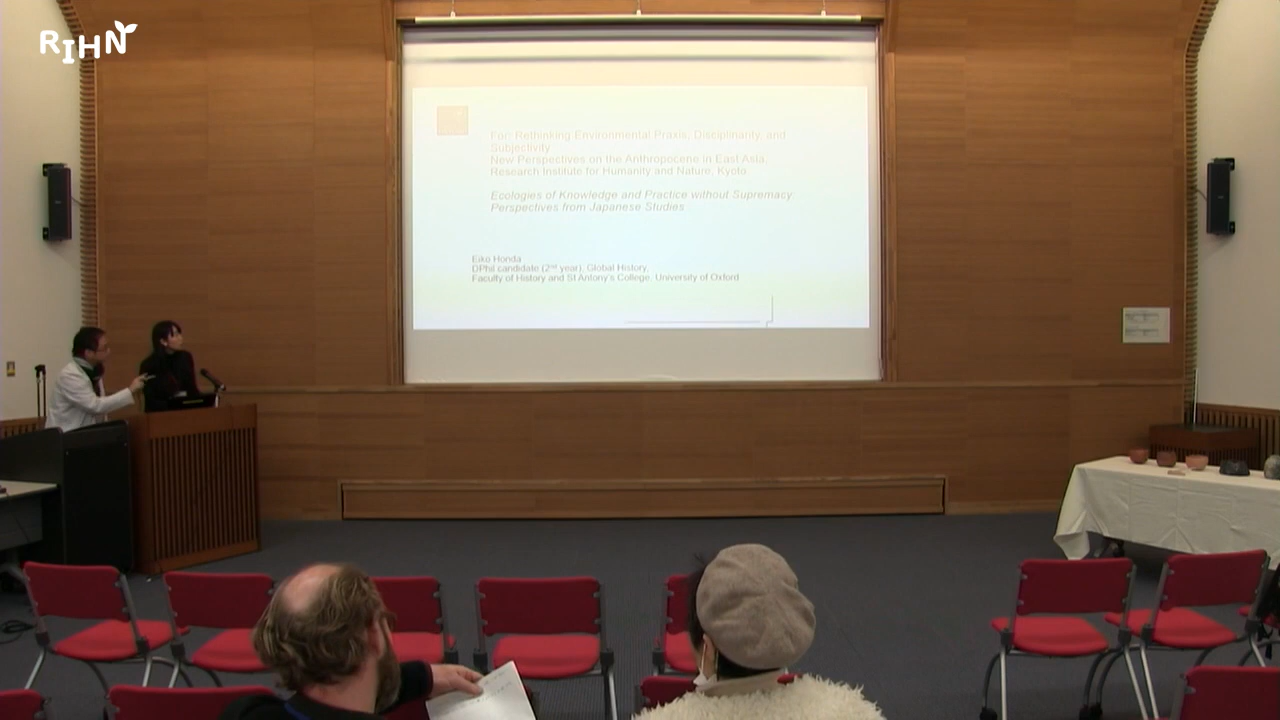 RIHN
For: Rethinking Environmental Praxis, Disciplinarity, and
Subjectivity
New Perspectives on the Anthropocene in East Asia,
Research Institute for Humanity and Nature, Kyoto
Ecologies of Knowledge and Practice without Supremacy
Perspectives from Japanese Studies
Eiko Honda
DPhil candidate (2nd year), Global History,
Faculty of History and St Antony's College, University of Oxford